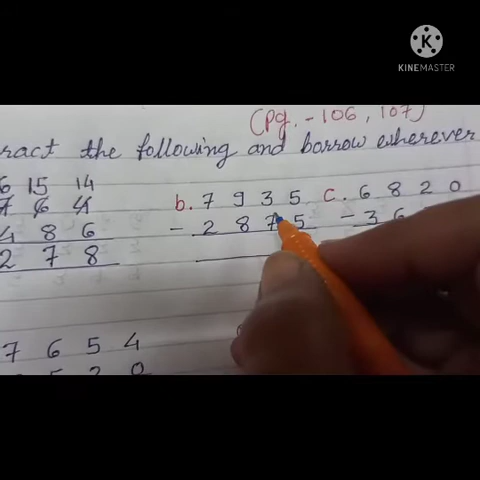 K
KINEMASTER
(Pg. - 106, 107)
ract the following and borrow wherever
6 15 14
7 6 4
4 8 6
2 7 8
b. 7 9 3 5
- 2 8 7 5
c. 6 8 2 0
- 3 6
7 6 5 4